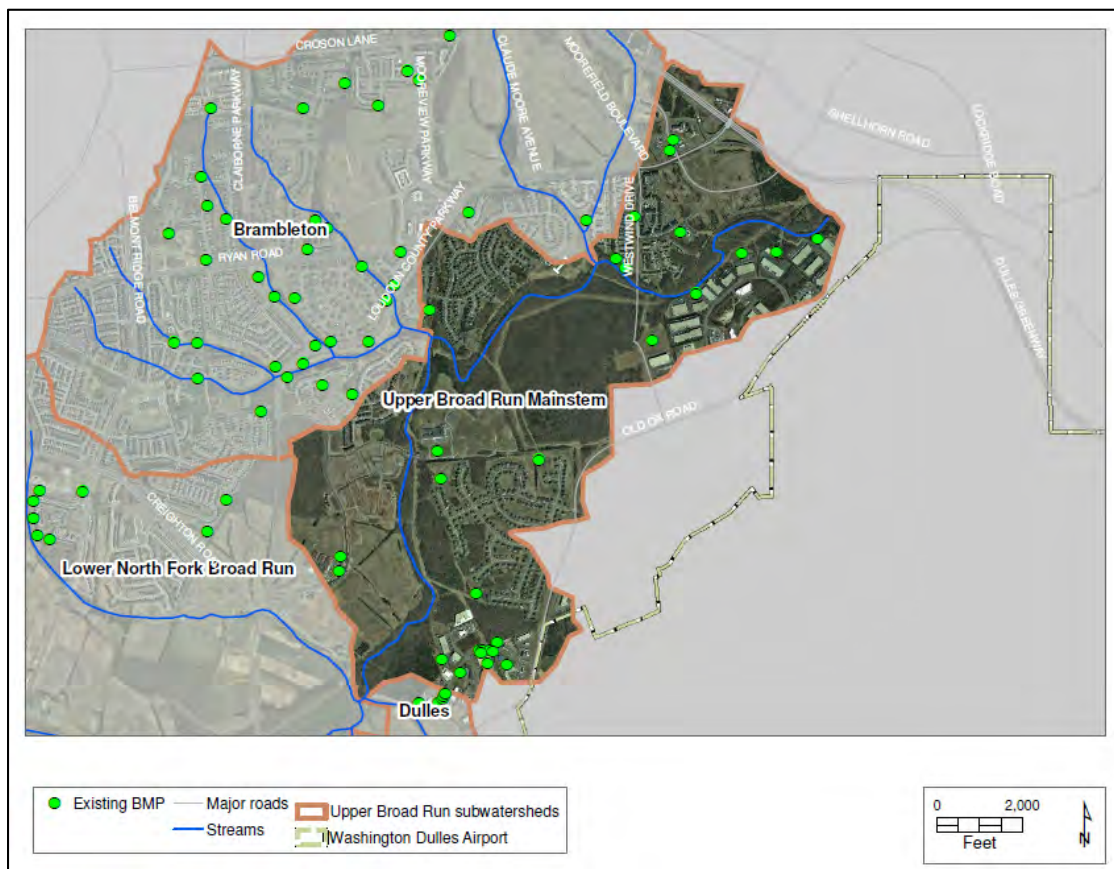 CROSON LANE
CLAIBORNE PARKWAY
MOOREVIEW PARKWAY
CLAUDE MOORE AVENUE
MOOREFIELD BOULEVARD
SHELLHORN ROAD
LOCKRIDGE ROAD
BELMONT RIDGE ROAD
Brambleton
RYAN ROAD
LOUDOUN COUNTY PARKWAY
WESTWIND DRIVE
DULLES GREENWAY
Upper Broad Run Mainstem
OLD OX ROAD
CREIGHTON ROAD
Lower North Fork Broad Run
Dulles
Existing BMP
Major roads
Streams
Upper Broad Run subwatersheds
Washington Dulles Airport
0 2,000
Feet
N